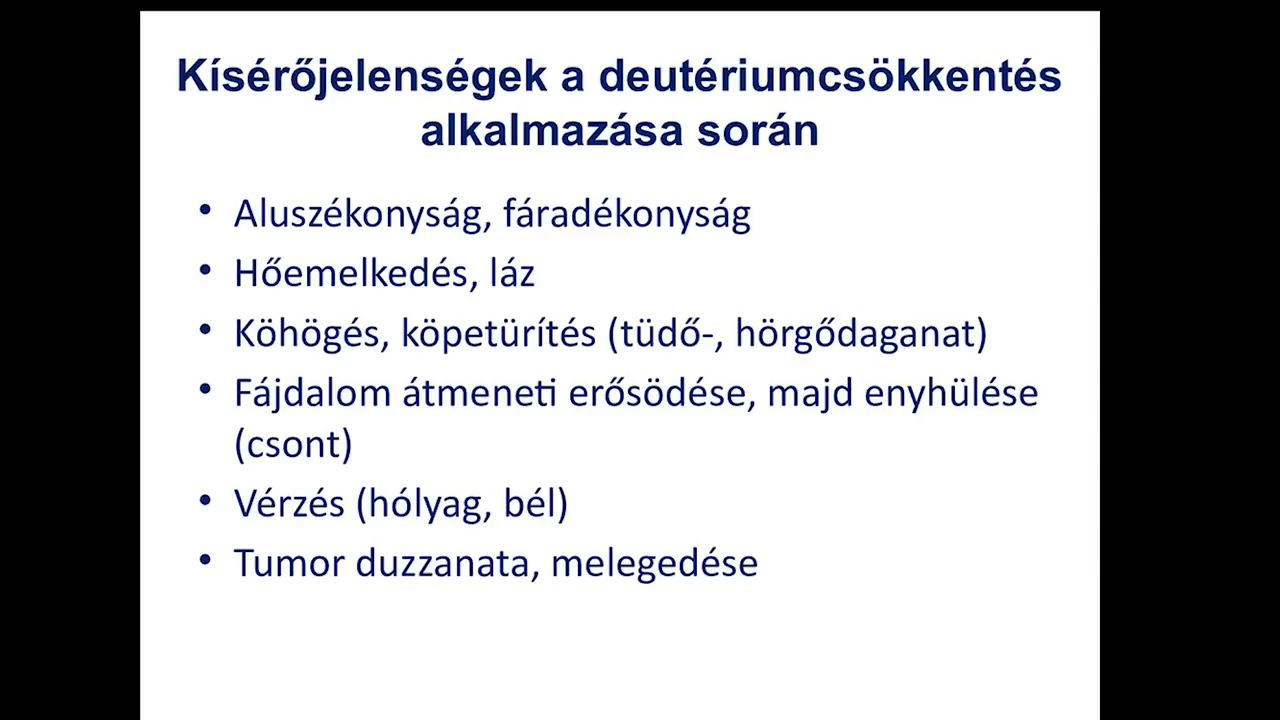 Kísérőjelenségek a deutériumcsökkentés
alkalmazása során
• Aluszékonyság, fáradékonyság
• Hőemelkedés, láz
• Köhögés, köpetürítés (tüdő-, hörgődaganat)
• Fájdalom átmeneti erősödése, majd enyhülése
(csont)
• Vérzés (hólyag, bél)
• Tumor duzzanata, melegedése